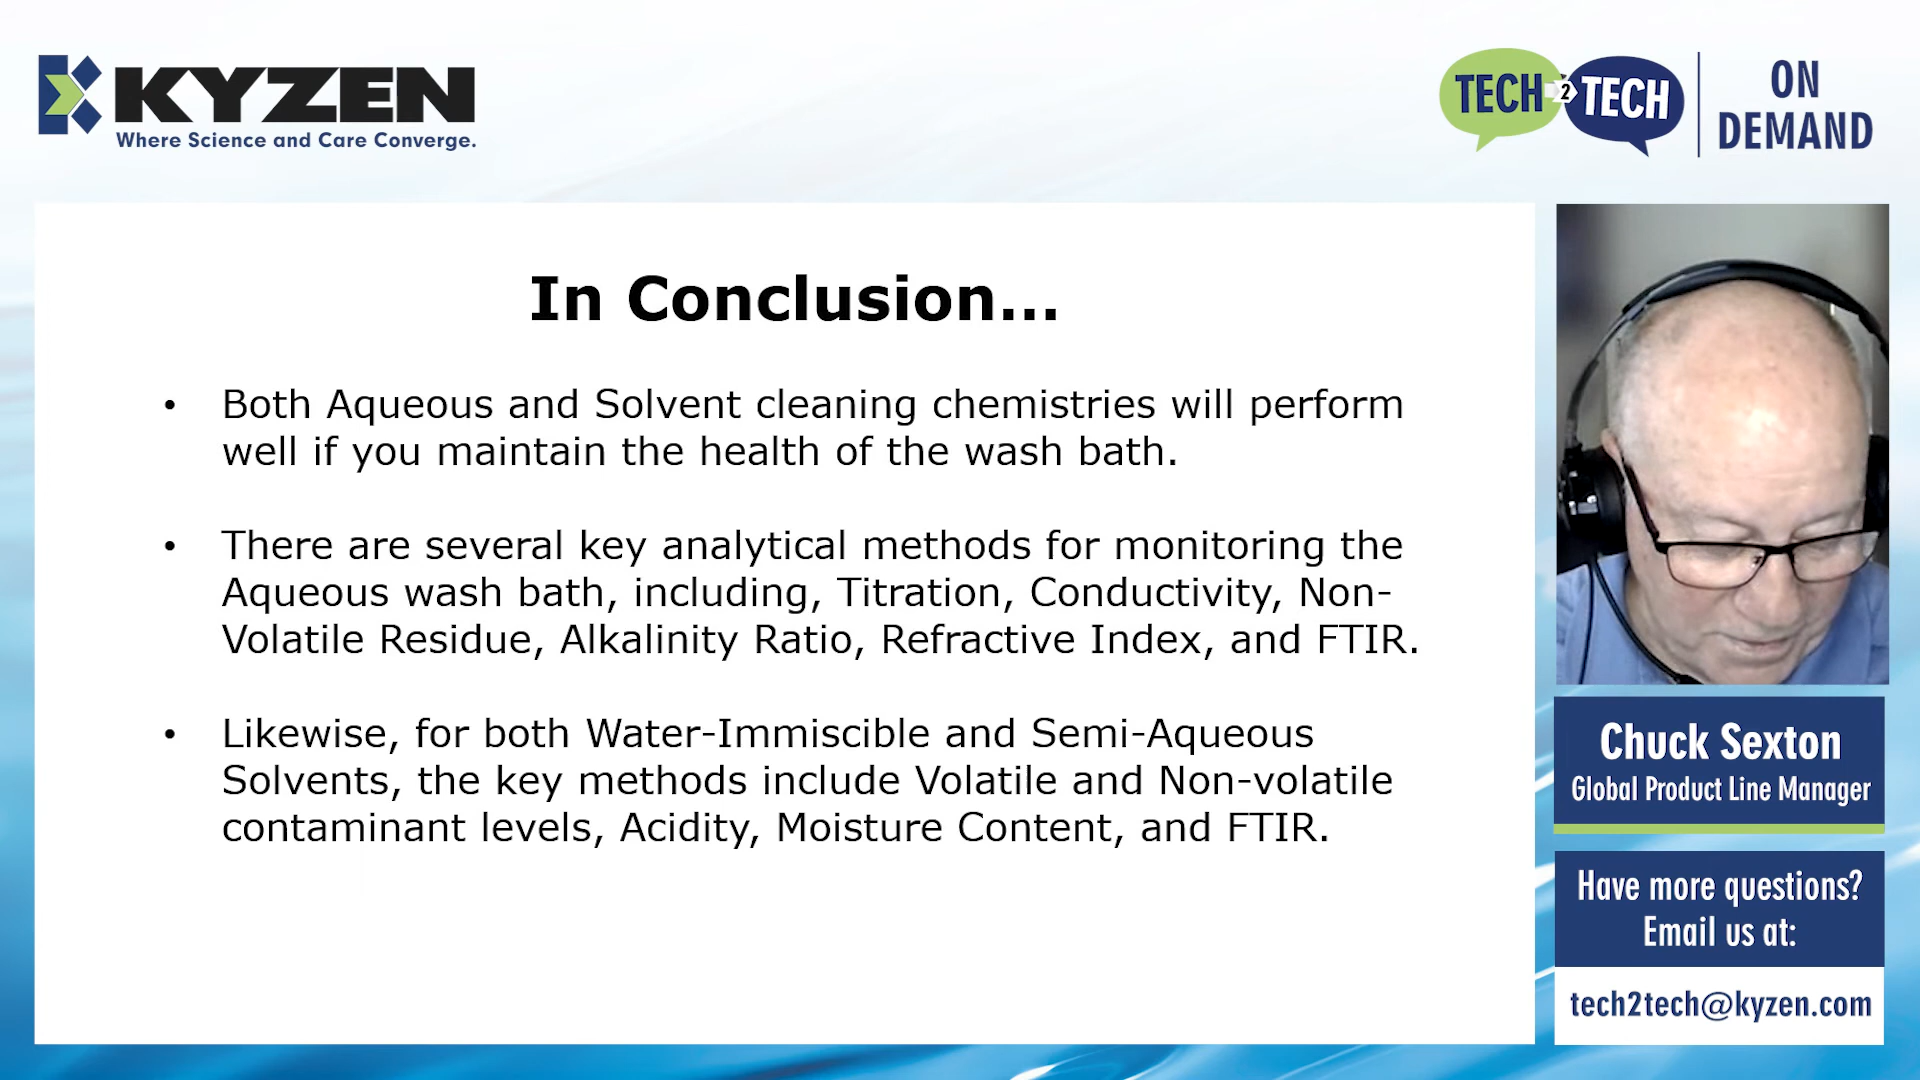 KYZEN
Where Science and Care Converge.
TECH 2 TECH
ON
DEMAND
In Conclusion...
• Both Aqueous and Solvent cleaning chemistries will perform
well if you maintain the health of the wash bath.
• There are several key analytical methods for monitoring the
Aqueous wash bath, including, Titration, Conductivity, Non-
Volatile Residue, Alkalinity Ratio, Refractive Index, and FTIR.
• Likewise, for both Water-Immiscible and Semi-Aqueous
Solvents, the key methods include Volatile and Non-volatile
contaminant levels, Acidity, Moisture Content, and FTIR.
Chuck Sexton
Global Product Line Manager
Have more questions?
Email us at:
tech2tech@kyzen.com